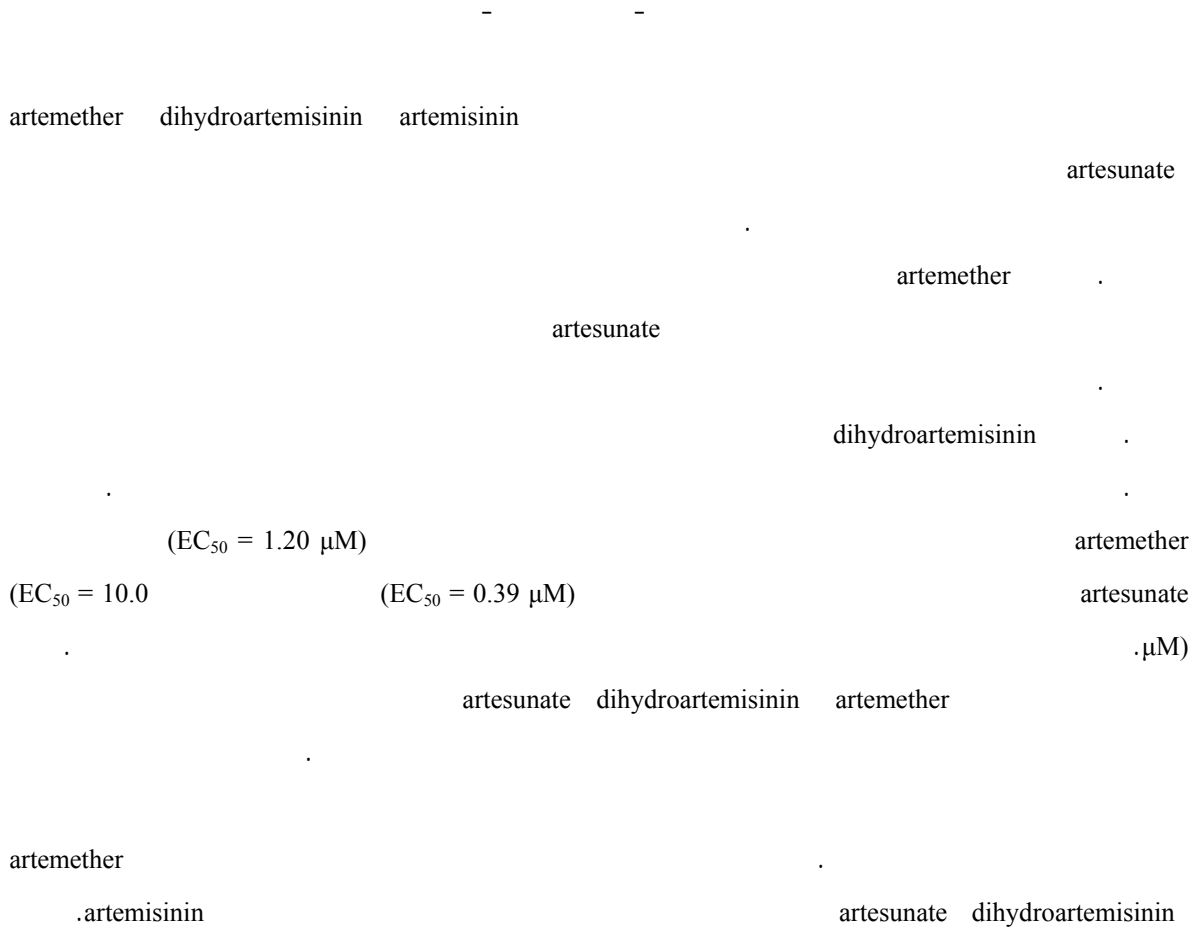 - -
artemether dihydroartemisinin artemisinin
artesunate
.
artemether .
artesunate
.
dihydroartemisinin .
. .
(EC₅₀ = 1.20 μM) artemether
(EC₅₀ = 10.0 (EC₅₀ = 0.39 μM) artesunate
. .μM)
artesunate dihydroartemisinin artemether
.
artemether .
.artemisinin artesunate dihydroartemisinin